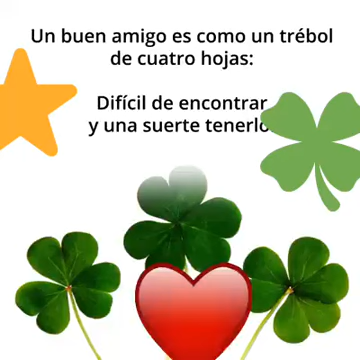 Un buen amigo es como un trébol
de cuatro hojas:
Difícil de encontrar
y una suerte tenerlo